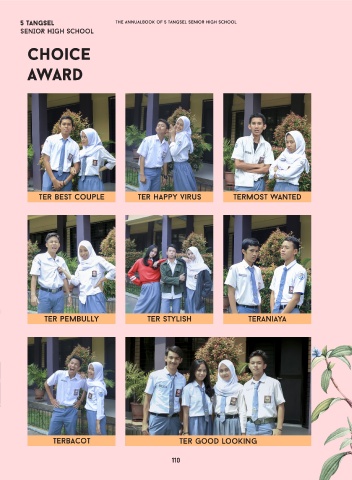 5 TANGSEL
SENIOR HIGH SCHOOL
THE ANNUALBOOK OF 5 TANGSEL SENIOR HIGH SCHOOL
CHOICE
AWARD
TER BEST COUPLE
TER HAPPY VIRUS
TERMOST WANTED
TER PEMBULLY
TER STYLISH
TERANIAYA
TERBACOT
TER GOOD LOOKING
110